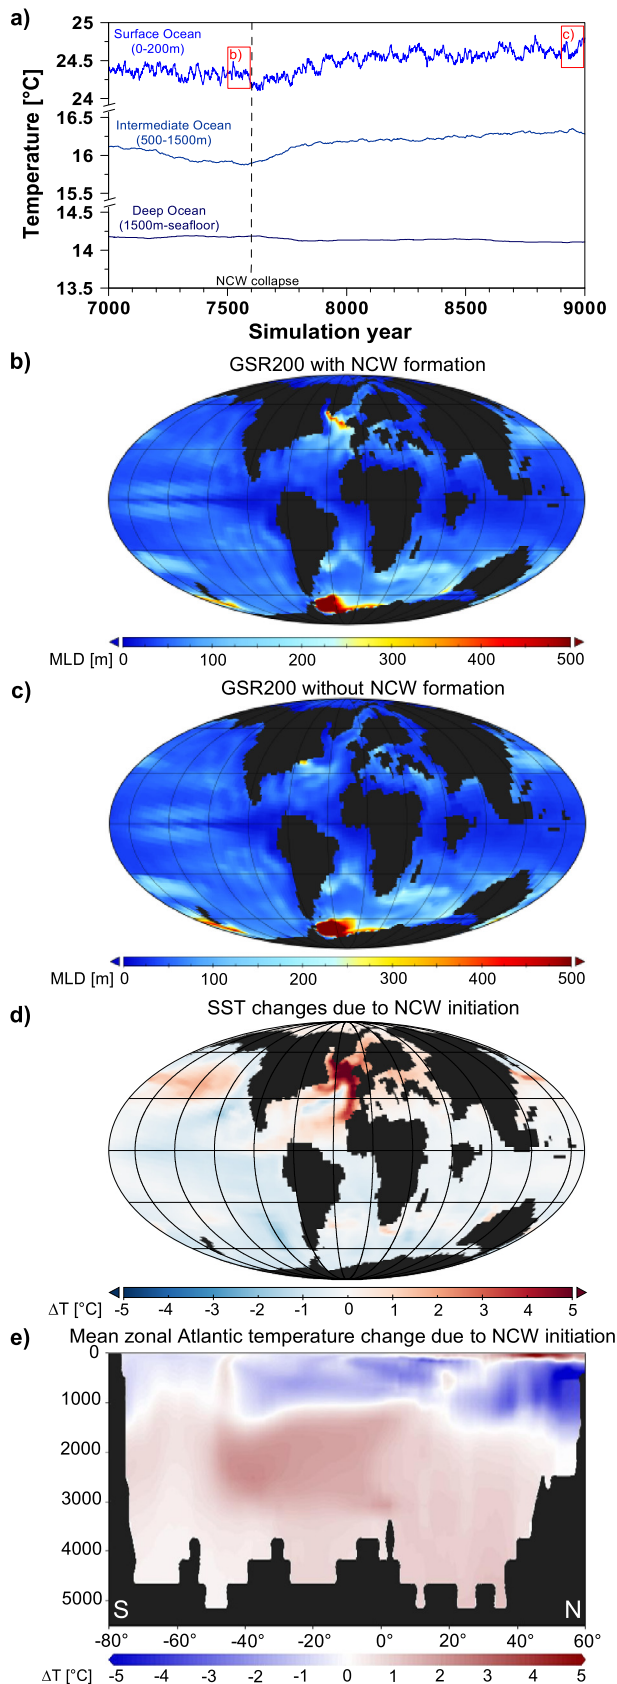 a)
25
24.5
24
16.5
16
15.5
14.5
14
13.5
Temperature [°C]
Surface Ocean
(0-200m)
b)
c)
Intermediate Ocean
(500-1500m)
Deep Ocean
(1500m-seafloor)
NCW collapse
7000 7500 8000 8500 9000
Simulation year
b)
GSR200 with NCW formation
MLD [m] 0 100 200 300 400 500
c)
GSR200 without NCW formation
MLD [m] 0 100 200 300 400 500
d)
SST changes due to NCW initiation
ΔT [°C] -5 -4 -3 -2 -1 0 1 2 3 4 5
e)
Mean zonal Atlantic temperature change due to NCW initiation
0
1000
2000
3000
4000
5000
S N
-80° -60° -40° -20° 0° 20° 40° 60°
ΔT [°C] -5 -4 -3 -2 -1 0 1 2 3 4 5